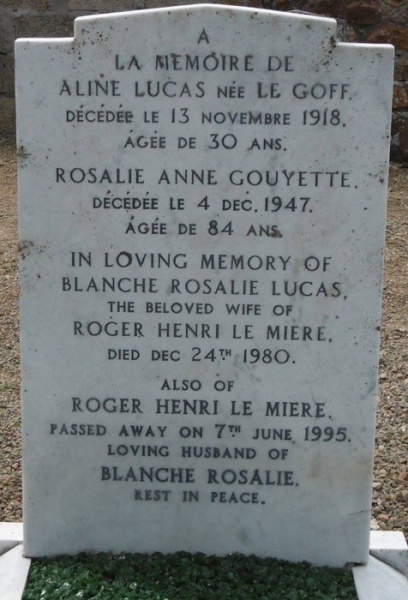 A
LA MEMOIRE DE
ALINE LUCAS NÉE LE GOFF.
DÉCÉDÉE LE 13 NOVEMBRE 1918.
AGÉE DE 30 ANS.
ROSALIE ANNE GOUYETTE.
DÉCÉDÉE LE 4 DEC. 1947.
AGÉE DE 84 ANS.
IN LOVING MEMORY OF
BLANCHE ROSALIE LUCAS,
THE BELOVED WIFE OF
ROGER HENRI LE MIERE.
DIED DEC 24TH 1980.
ALSO OF
ROGER HENRI LE MIERE.
PASSED AWAY ON 7TH JUNE 1995.
LOVING HUSBAND OF
BLANCHE ROSALIE.
REST IN PEACE.